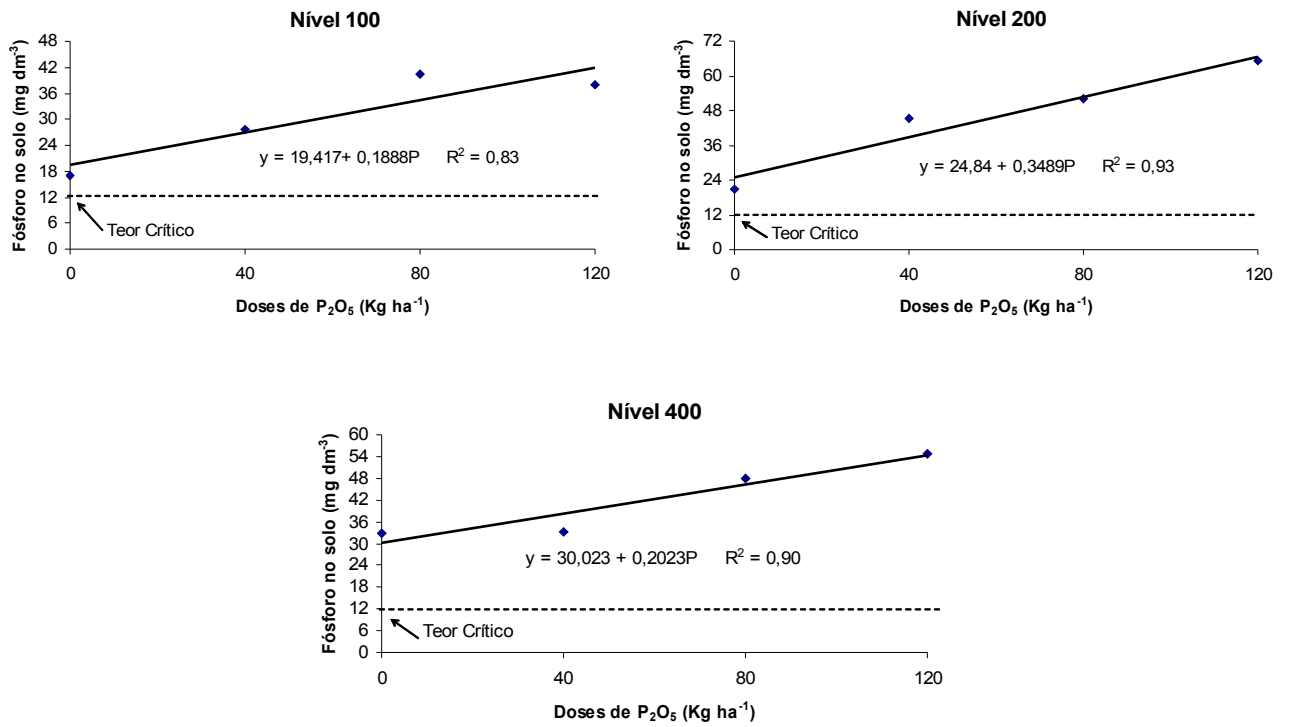 Nível 100
Fósforo no solo (mg dm⁻³)
48
42
36
30
24
18
12
6
0
y = 19,417+ 0,1888P R² = 0,83
Teor Crítico
0 40 80 120
Doses de P₂O₅ (Kg ha⁻¹)
Nível 200
Fósforo no solo (mg dm⁻³)
72
60
48
36
24
12
0
y = 24,84 + 0,3489P R² = 0,93
Teor Crítico
0 40 80 120
Doses de P₂O₅ (Kg ha⁻¹)
Nível 400
Fósforo no solo (mg dm⁻³)
60
54
48
42
36
30
24
18
12
6
0
y = 30,023 + 0,2023P R² = 0,90
Teor Crítico
0 40 80 120
Doses de P₂O₅ (Kg ha⁻¹)